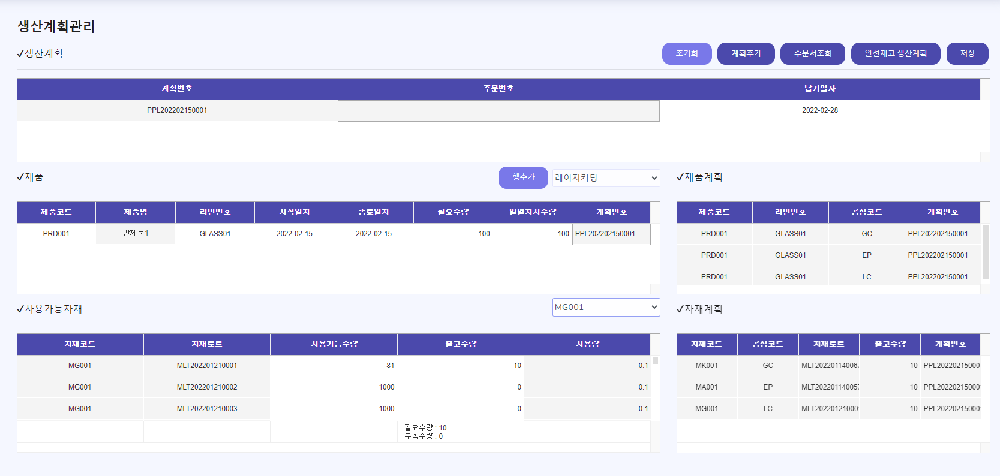 생산계획관리
✓생산계획
초기화 계획추가 주문서조회 안전재고 생산계획 저장
계획번호 주문번호 납기일자
PPL202202150001 2022-02-28
✓제품
행추가 레이저커팅
제품코드 제품명 라인번호 시작일자 종료일자 필요수량 일별지시수량 계획번호
PRD001 반제품1 GLASS01 2022-02-15 2022-02-15 100 100 PPL202202150001
✓제품계획
제품코드 라인번호 공정코드 계획번호
PRD001 GLASS01 GC PPL202202150001
PRD001 GLASS01 EP PPL202202150001
PRD001 GLASS01 LC PPL202202150001
✓사용가능자재
MG001
자재코드 자재로트 사용가능수량 출고수량 사용량
MG001 MLT202201210001 81 10 0.1
MG001 MLT202201210002 1000 0 0.1
MG001 MLT202201210003 1000 0 0.1
필요수량 : 10
부족수량 : 0
✓자재계획
자재코드 공정코드 자재로트 출고수량 계획번호
MK001 GC MLT202201140067 10 PPL20220215000
MA001 EP MLT202201140057 10 PPL20220215000
MG001 LC MLT20220121000 10 PPL20220215000